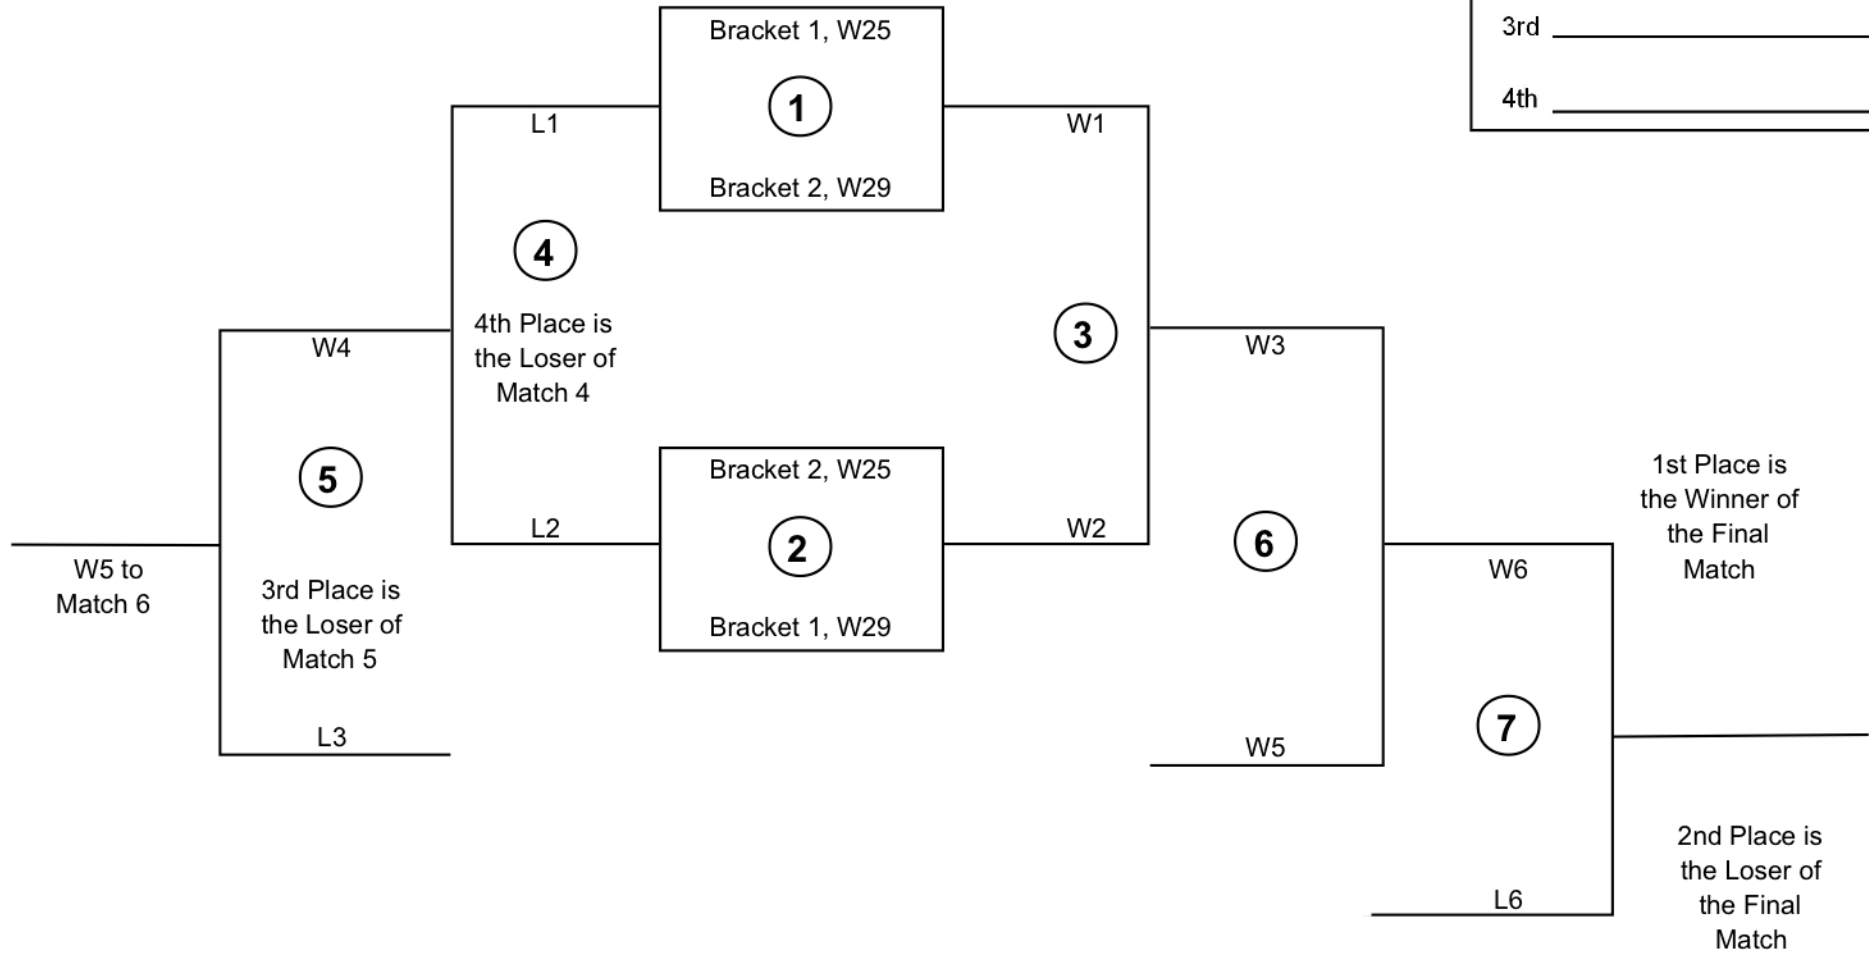 Bracket 1, W25
1
Bracket 2, W29
3rd
4th
L1
W1
4
4th Place is
the Loser of
Match 4
3
W4
W3
5
Bracket 2, W25
2
Bracket 1, W29
L2
W2
6
1st Place is
the Winner of
the Final
Match
W5 to
Match 6
3rd Place is
the Loser of
Match 5
W6
L3
W5
7
2nd Place is
the Loser of
the Final
Match
L6